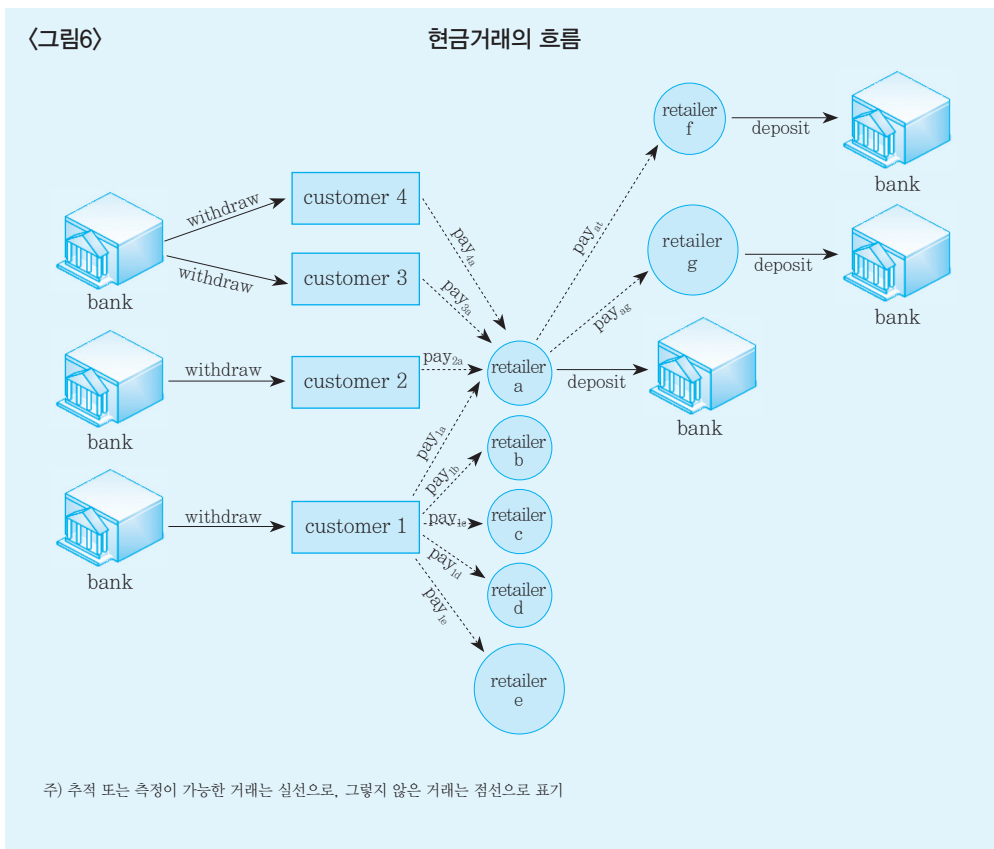 〈그림6〉
현금거래의 흐름
retailer
f
deposit
bank
customer 4
withdraw
pay4a
payat
retailer
g
deposit
bank
customer 3
withdraw
bank
pay3a
payag
customer 2
withdraw
bank
pay2a
retailer
a
deposit
bank
pay1a
retailer
b
pay1b
customer 1
withdraw
bank
pay1c
retailer
c
pay1d
retailer
d
pay1e
retailer
e
주) 추적 또는 측정이 가능한 거래는 실선으로, 그렇지 않은 거래는 점선으로 표기